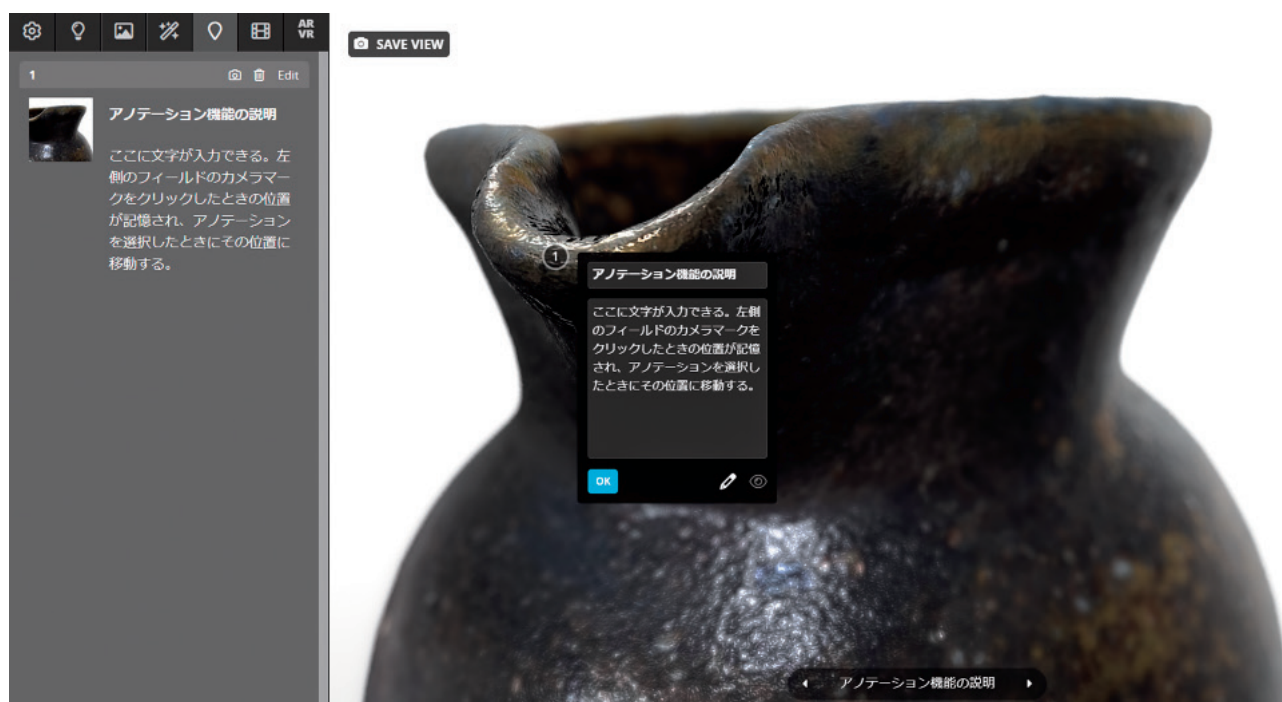 AR
VR
SAVE VIEW
1
Edit
アノテーション機能の説明
ここに文字が入力できる。左
側のフィールドのカメラマー
クをクリックしたときの位置
が記憶され、アノテーション
を選択したときにその位置に
移動する。
1
アノテーション機能の説明
ここに文字が入力できる。左側
のフィールドのカメラマークを
クリックしたときの位置が記憶
され、アノテーションを選択し
たときにその位置に移動する。
OK
アノテーション機能の説明